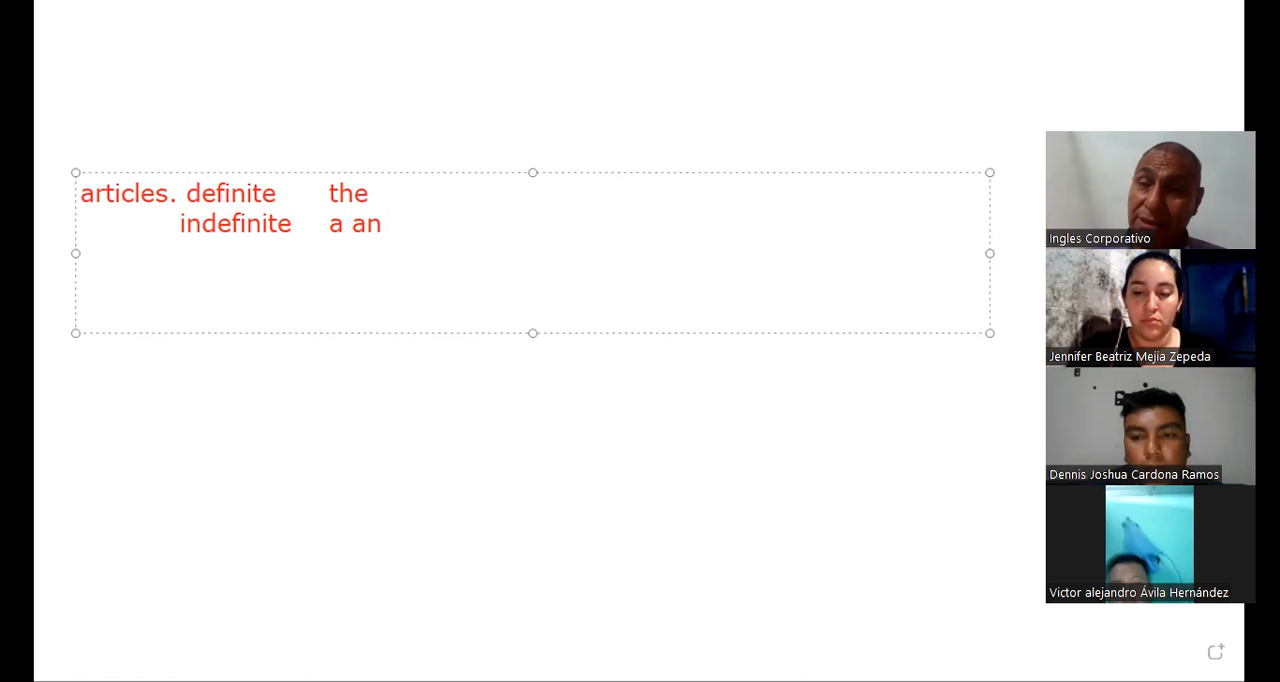 articles. definite the
indefinite a an
Ingles Corporativo
Jennifer Beatriz Mejia Zepeda
Dennis Joshua Cardona Ramos
Victor alejandro Ávila Hernández